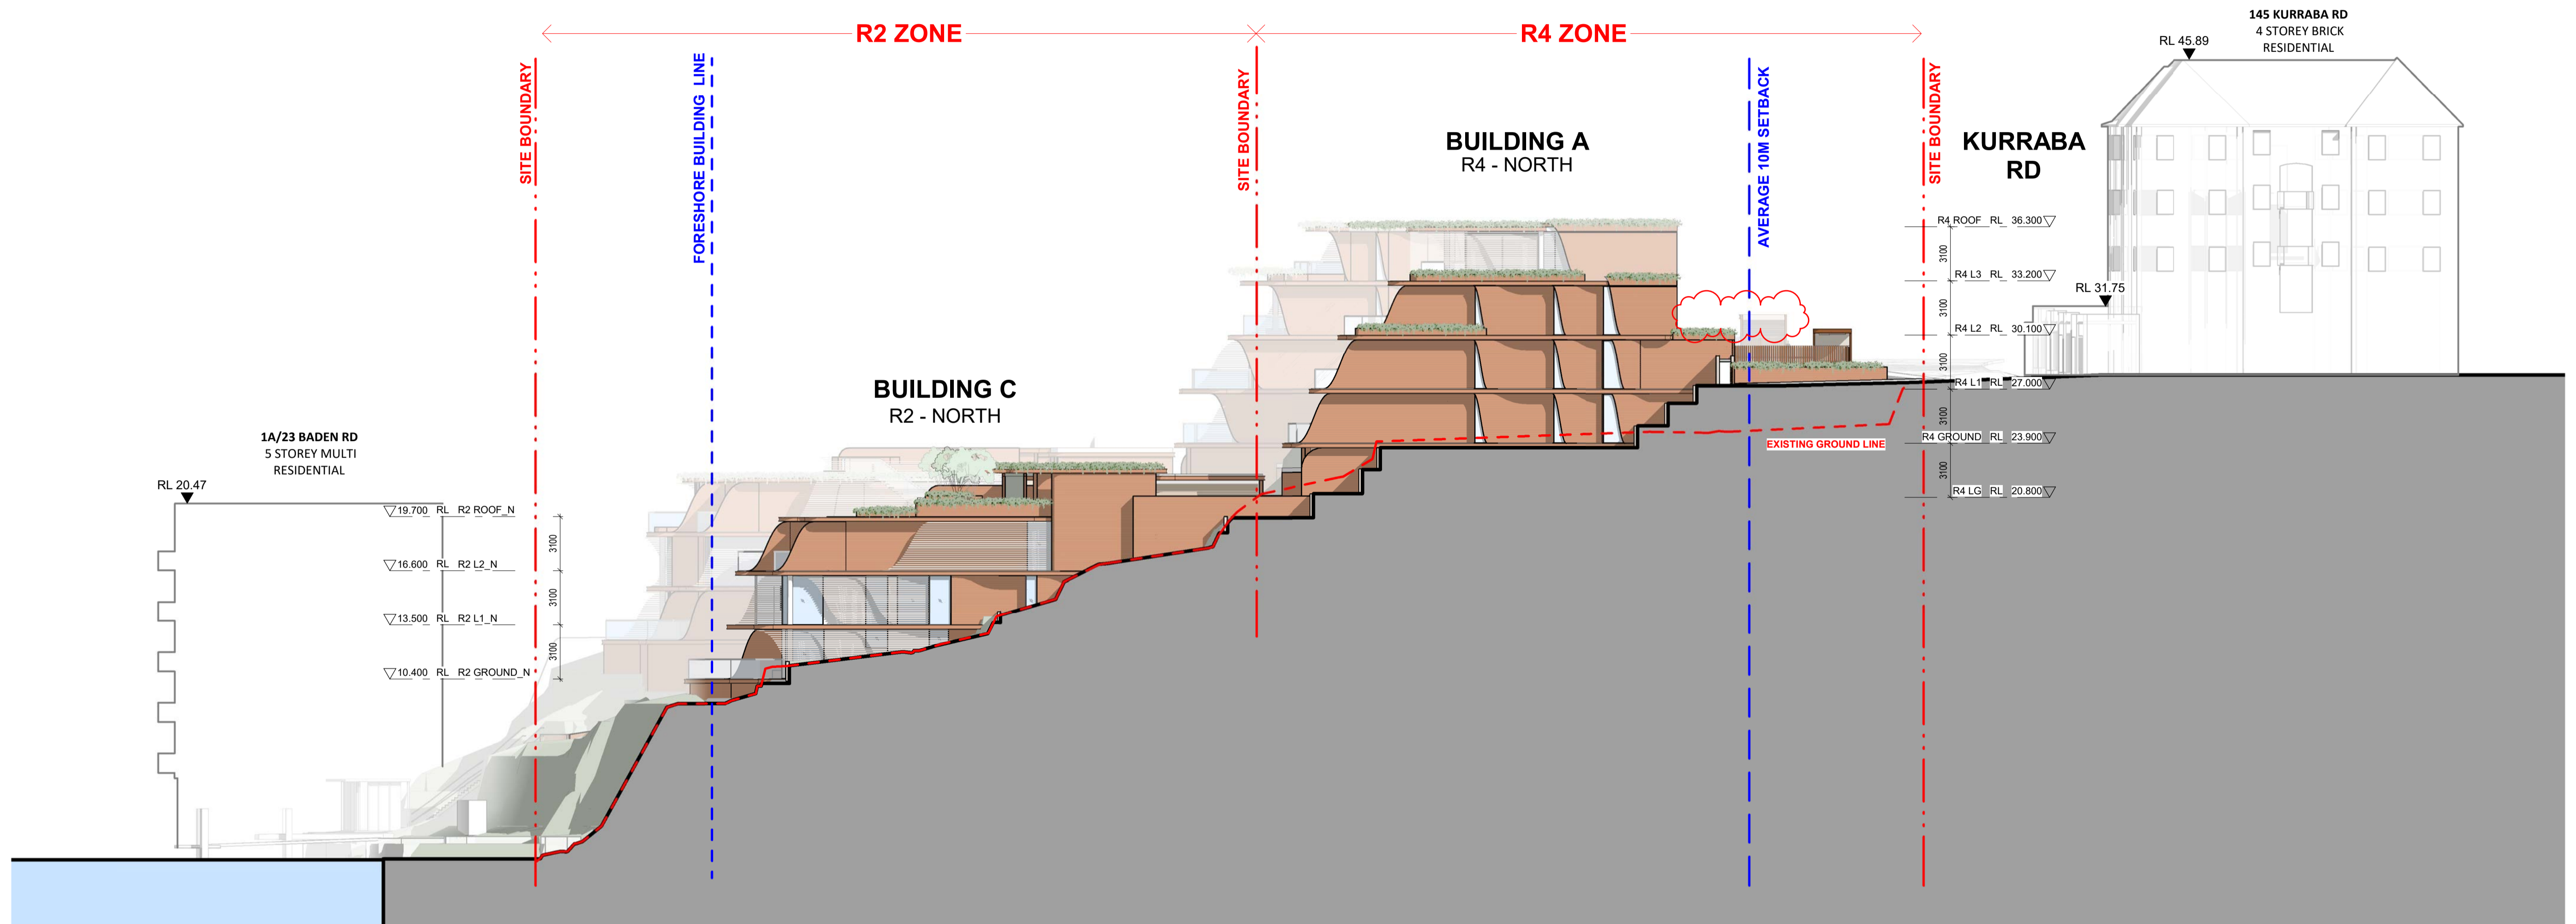 R2 ZONE
R4 ZONE
145 KURRABA RD
4 STOREY BRICK
RESIDENTIAL
RL 45.89
SITE BOUNDARY
FORESHORE BUILDING LINE
SITE BOUNDARY
AVERAGE 10M SETBACK
SITE BOUNDARY
BUILDING A
R4 - NORTH
KURRABA
RD
R4 ROOF RL 36.300
3100
R4 L3 RL 33.200
3100
RL 31.75
R4 L2 RL 30.100
3100
R4 L1 RL 27.000
3100
R4 GROUND RL 23.900
3100
R4 LG RL 20.800
EXISTING GROUND LINE
BUILDING C
R2 - NORTH
1A/23 BADEN RD
5 STOREY MULTI
RESIDENTIAL
RL 20.47
19.700 RL R2 ROOF_N
3100
16.600 RL R2 L2_N
3100
13.500 RL R2 L1_N
3100
10.400 RL R2 GROUND_N